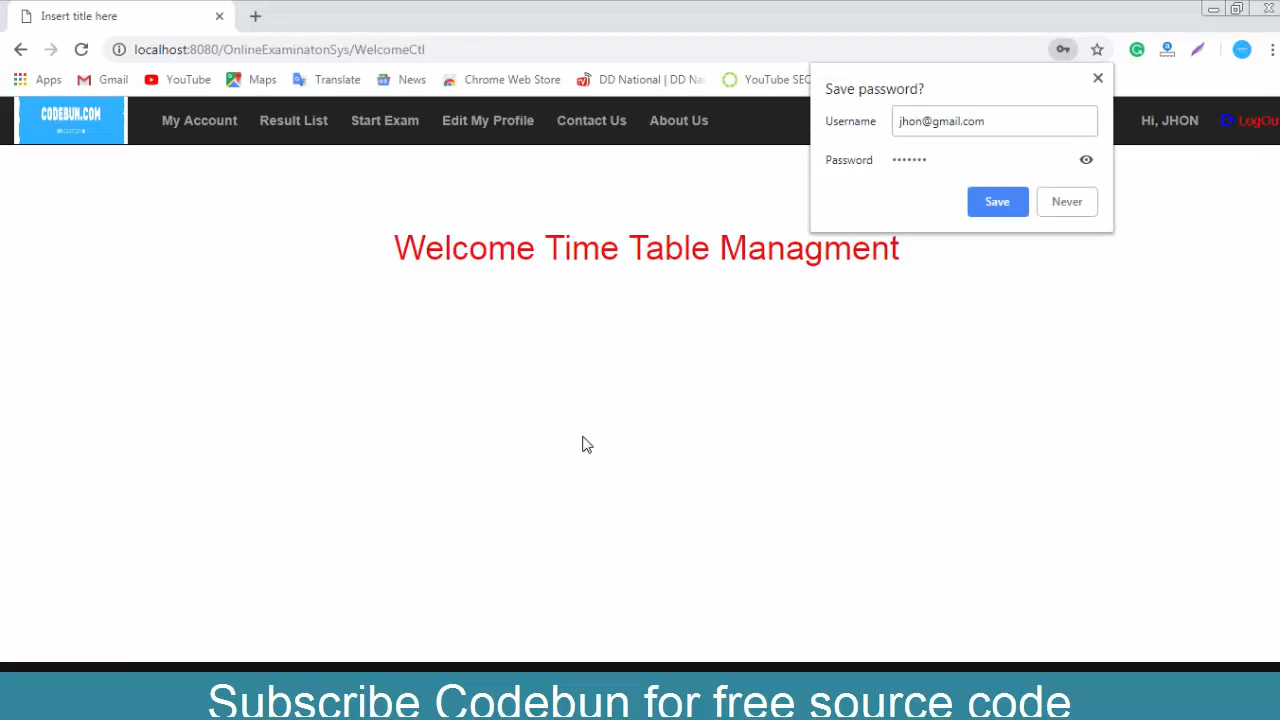 Insert title here
localhost:8080/OnlineExaminatonSys/WelcomeCtl
Apps Gmail YouTube Maps Translate News Chrome Web Store DD National | DD Na YouTube SEO
Save password?
Username jhon@gmail.com
Password •••••••
Save Never
CODEBUN.COM
My Account Result List Start Exam Edit My Profile Contact Us About Us Hi, JHON LogOu
Welcome Time Table Managment
Subscribe Codebun for free source code